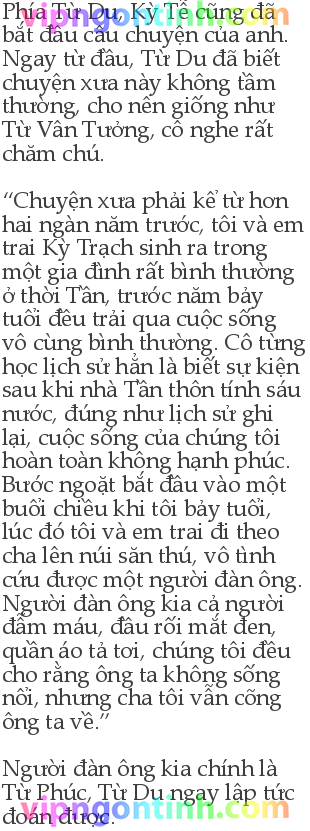 vipngontinh.com
Phía Từ Du, Kỳ Tễ cũng đã
bắt đầu câu chuyện của anh.
Ngay từ đầu, Từ Du đã biết
chuyện xưa này không tầm
thường, cho nên giống như
Từ Vân Tưởng, cô nghe rất
chăm chú.
“Chuyện xưa phải kể từ hơn
hai ngàn năm trước, tôi và em
trai Kỳ Trạch sinh ra trong
một gia đình rất bình thường
ở thời Tần, trước năm bảy
tuổi đều trải qua cuộc sống
vô cùng bình thường. Cô từng
học lịch sử hẳn là biết sự kiện
sau khi nhà Tần thôn tính sáu
nước, đúng như lịch sử ghi
lại, cuộc sống của chúng tôi
hoàn toàn không hạnh phúc.
Bước ngoặt bắt đầu vào một
buổi chiều khi tôi bảy tuổi,
lúc đó tôi và em trai đi theo
cha lên núi săn thú, vô tình
cứu được một người đàn ông.
Người đàn ông kia cả người
đẫm máu, đầu rối mắt đen,
quần áo tả tơi, chúng tôi đều
cho rằng ông ta không sống
nổi, nhưng cha tôi vẫn cõng
ông ta về.”
Người đàn ông kia chính là
Từ Phúc, Từ Du ngay lập tức
đoán được.
vipngontinh.com